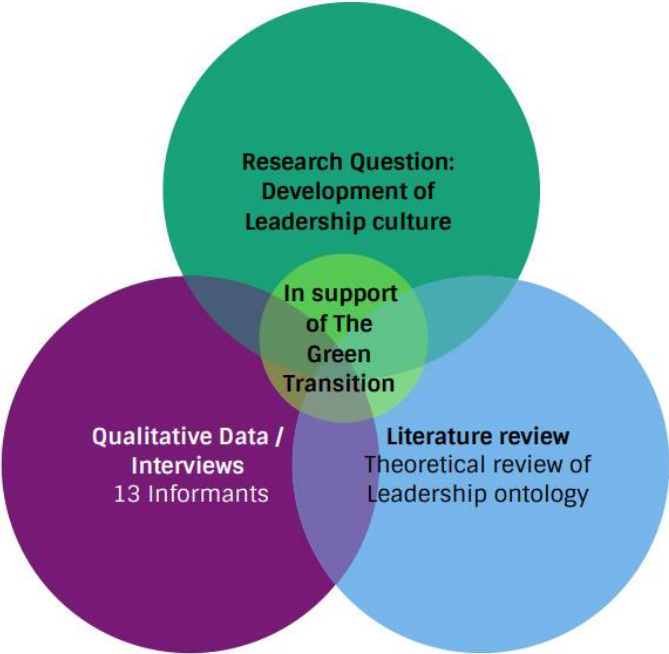 Research Question:
Development of
Leadership culture
In support
of The
Green
Transition
Qualitative Data /
Interviews
13 Informants
Literature review
Theoretical review of
Leadership ontology